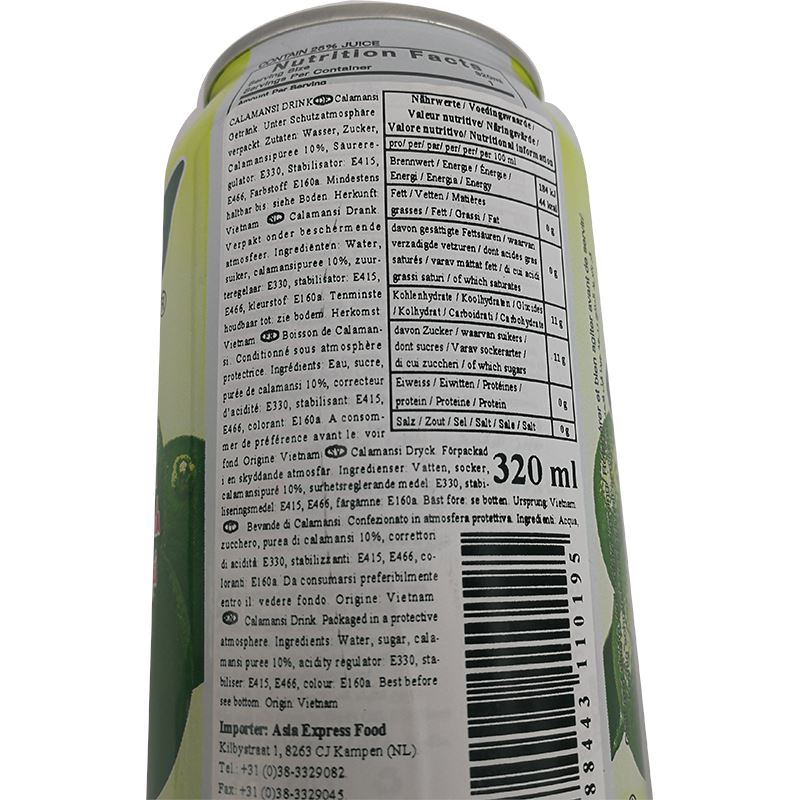 CONTAIN 25% JUICE
Nutrition Facts
Serving Size 320ml
Servings Per Container 1
Amount Per Serving
CALAMANSI DRINK Calamansi
Getränk. Unter Schutzatmosphäre
verpackt. Zutaten: Wasser, Zucker,
Calamansipüree 10%, Säurere-
gulator: E330, Stabilisator: E415,
E466, Farbstoff: E160a. Mindestens
haltbar bis: siehe Boden. Herkunft:
Vietnam Calamansi Drank.
Verpakt onder beschermende
atmosfeer. Ingrediënten: Water,
suiker, calamansipuree 10%, zuur-
teregelaar: E330, stabilisator: E415,
E466, kleurstof: E160a. Tenminste
houdbaar tot: zie bodem. Herkomst:
Vietnam Boisson de Calaman-
si. Conditionné sous atmosphère
protectrice. Ingrédients: Eau, sucre,
purée de calamansi 10%, correcteur
d'acidité: E330, stabilisant: E415,
E466, colorant: E160a. A consom-
mer de préférence avant le: voir
fond. Origine: Vietnam Calamansi Dryck. Förpackad
i en skyddande atmosfär. Ingredienser: Vatten, socker,
calamansipuré 10%, surhetsreglerande medel: E330, stabi-
liseringsmedel: E415, E466, färgämne: E160a. Bäst före: se botten. Ursprung: Vietnam
Bevande di Calamansi. Confezionato in atmosfera protettiva. Ingredienti: Acqua,
zucchero, purea di calamansi 10%, corretton
di acidità: E330, stabilizzanti: E415, E466, co-
loranti: E160a. Da consumarsi preferibilmente
entro il: vedere fondo. Origine: Vietnam
Calamansi Drink. Packaged in a protective
atmosphere. Ingredients: Water, sugar, cala-
mansi puree 10%, acidity regulator: E330, sta-
biliser: E415, E466, colour: E160a. Best before:
see bottom. Origin: Vietnam
Importer: Asia Express Food
Kilbystraat 1, 8263 CJ Kampen (NL)
Tel.: +31 (0)38-3329082
Fax: +31 (0)38-3329045
Nährwerte / Voedingswaarde /
Valeur nutritive/ Näringsvärde /
Valore nutritivo/ Nutritional information
pro/ per/ par/ per/ per/ per 100 ml
Brennwert / Energie / Énergie /
Energi / Energia / Energy
184 kJ
44 kcal
Fett / Vetten / Matières
grasses / Fett / Grassi / Fat
0 g
davon gesättigte Fettsäuren / waarvan
verzadigde vetzuren / dont acides gras
saturés / varav mättat fett / di cui acidi
grassi saturi / of which saturates
0 g
Kohlenhydrate / Koolhydraten / Glucides
/ Kolhydrat / Carboidrati / Carbohydrate
11 g
davon Zucker / waarvan suikers /
dont sucres / Varav sockerarter /
di cui zuccheri / of which sugars
11 g
Eiweiss / Eiwitten / Protéines /
protein / Proteine / Protein
0 g
Salz / Zout / Sel / Salt / Sale / Salt
0 g
320 ml
88443 110195
et bien agiter avant de servir/